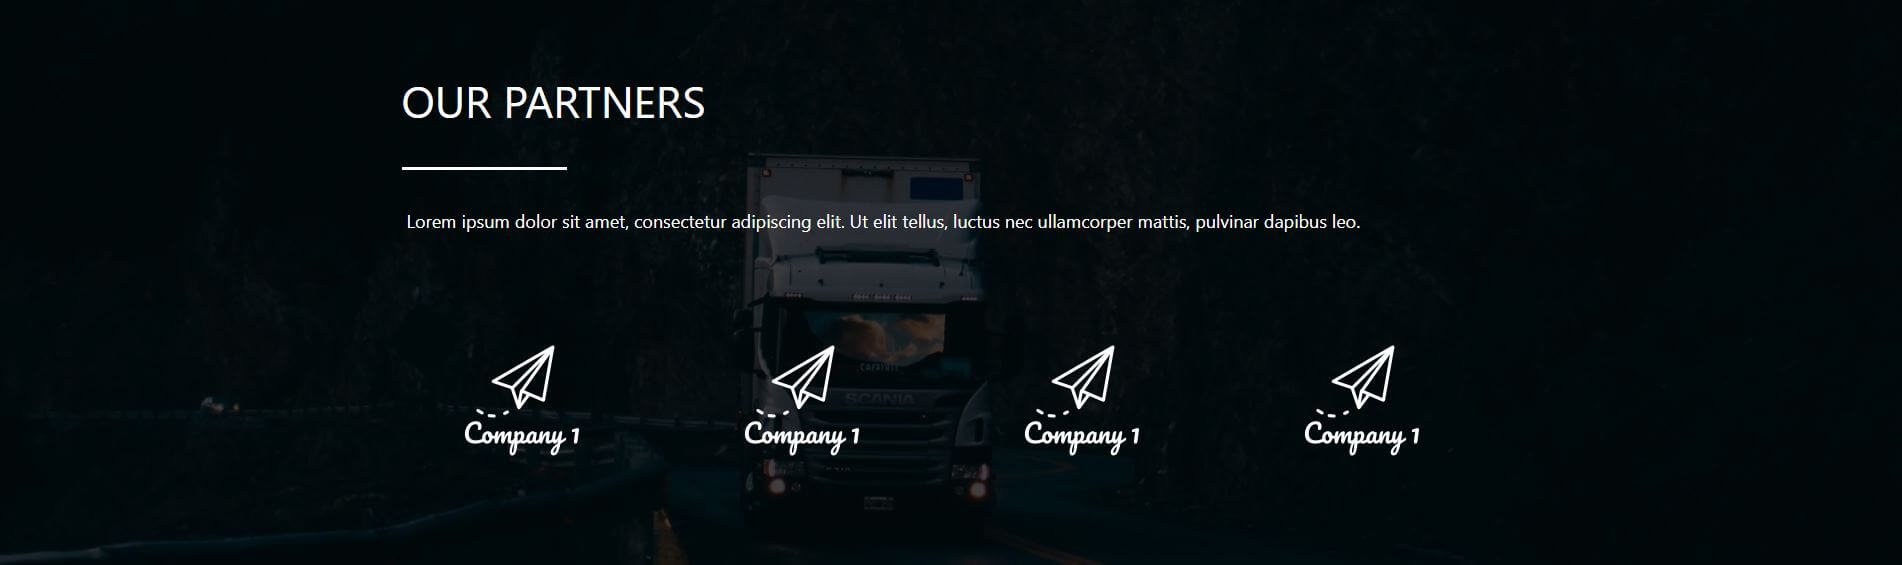 OUR PARTNERS
Lorem ipsum dolor sit amet, consectetur adipiscing elit. Ut elit tellus, luctus nec ullamcorper mattis, pulvinar dapibus leo.
SCANIA
Company 1
Company 1
Company 1
Company 1